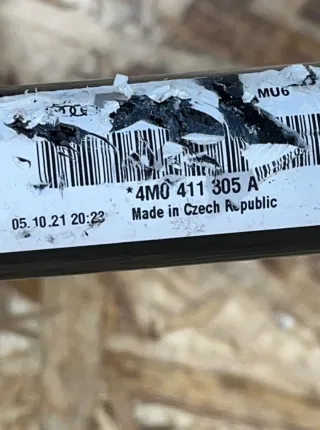 MU6
*4M0 411 305 A
05.10.21 20:23
Made in Czech Republic